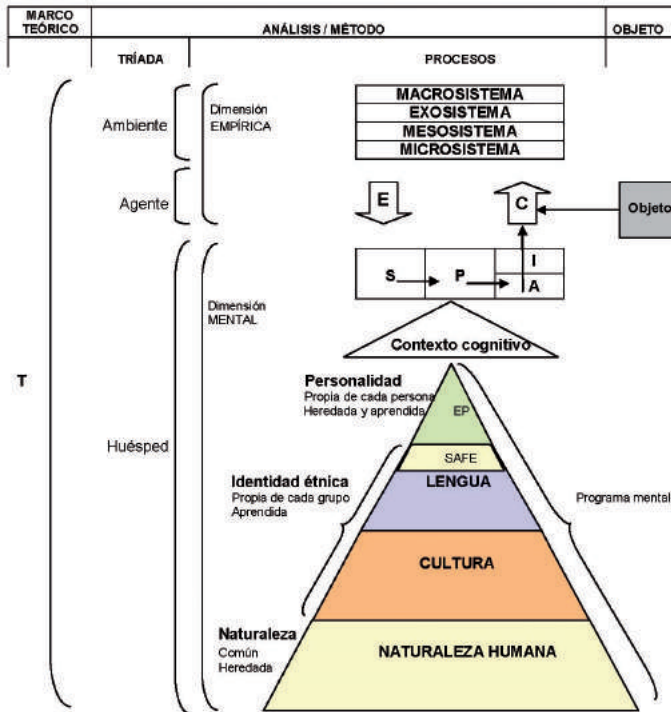 MARCO
TEÓRICO
ANÁLISIS / MÉTODO
OBJETO
TRÍADA
PROCESOS
Ambiente
Dimensión
EMPÍRICA
MACROSISTEMA
EXOSISTEMA
MESOSISTEMA
MICROSISTEMA
Agente
E
C
Objeto
S
P
I
A
Dimensión
MENTAL
Contexto cognitivo
T
Huésped
Personalidad
Propia de cada persona
Heredada y aprendida
EP
SAFE
Identidad étnica
Propia de cada grupo
Aprendida
LENGUA
Programa mental
CULTURA
Naturaleza
Común
Heredada
NATURALEZA HUMANA